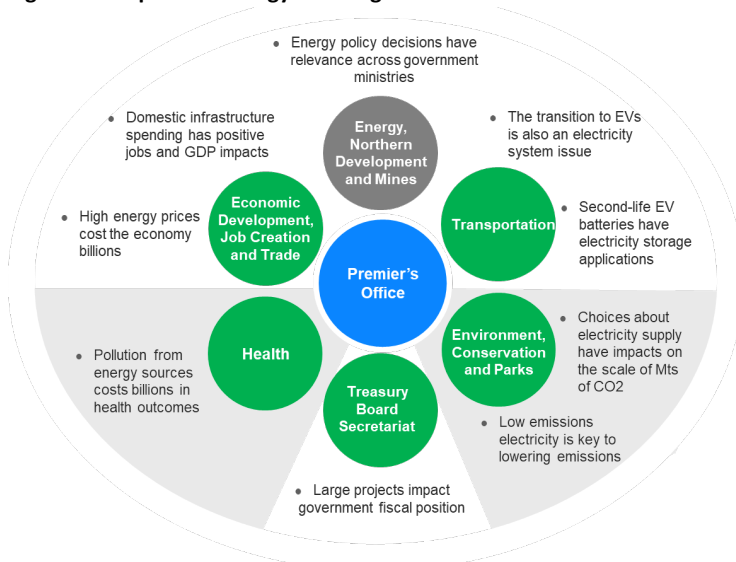 • Energy policy decisions have
relevance across government
ministries
• Domestic infrastructure
spending has positive
jobs and GDP impacts
Energy,
Northern
Development
and Mines
• The transition to EVs
is also an electricity
system issue
• High energy prices
cost the economy
billions
Economic
Development,
Job Creation
and Trade
Transportation
• Second-life EV
batteries have
electricity storage
applications
Premier's
Office
• Pollution from
energy sources
costs billions in
health outcomes
Health
Environment,
Conservation
and Parks
• Choices about
electricity supply
have impacts on
the scale of Mts
of CO2
Treasury
Board
Secretariat
• Low emissions
electricity is key to
lowering emissions
• Large projects impact
government fiscal position